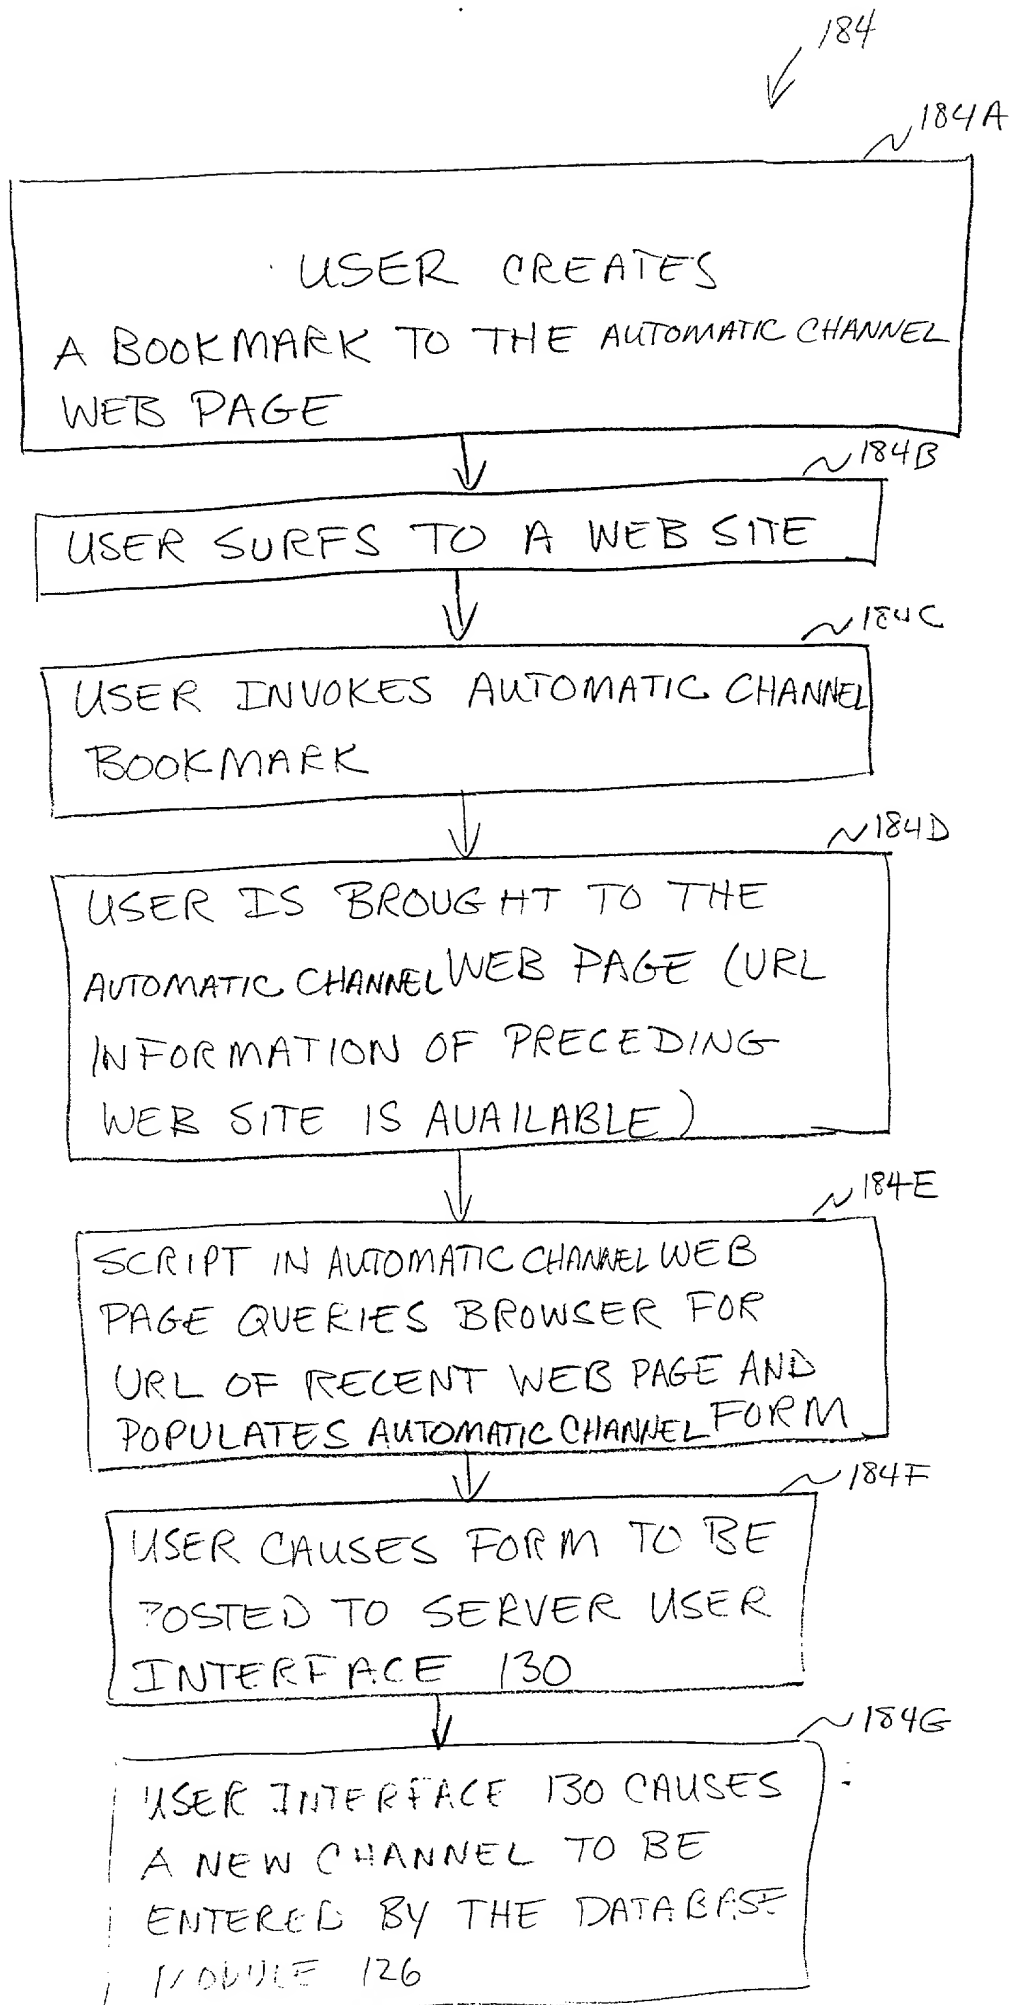 184
184A
USER CREATES
A BOOKMARK TO THE AUTOMATIC CHANNEL
WEB PAGE
184B
USER SURFS TO A WEB SITE
184C
USER INVOKES AUTOMATIC CHANNEL
BOOKMARK
184D
USER IS BROUGHT TO THE
AUTOMATIC CHANNEL WEB PAGE (URL
INFORMATION OF PRECEDING
WEB SITE IS AVAILABLE)
184E
SCRIPT IN AUTOMATIC CHANNEL WEB
PAGE QUERIES BROWSER FOR
URL OF RECENT WEB PAGE AND
POPULATES AUTOMATIC CHANNEL FORM
184F
USER CAUSES FORM TO BE
POSTED TO SERVER USER
INTERFACE 130
184G
USER INTERFACE 130 CAUSES
A NEW CHANNEL TO BE
ENTERED BY THE DATABASE
MODULE 126